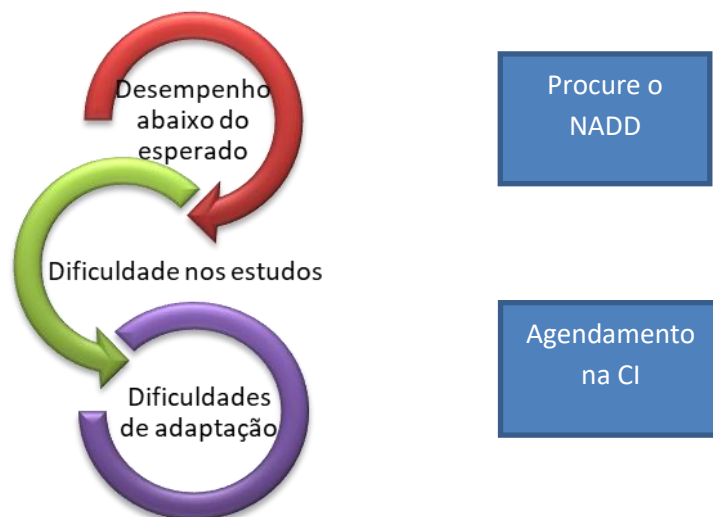 Desempenho
abaixo do
esperado
Dificuldade nos estudos
Dificuldades
de adaptação
Procure o
NADD
Agendamento
na CI